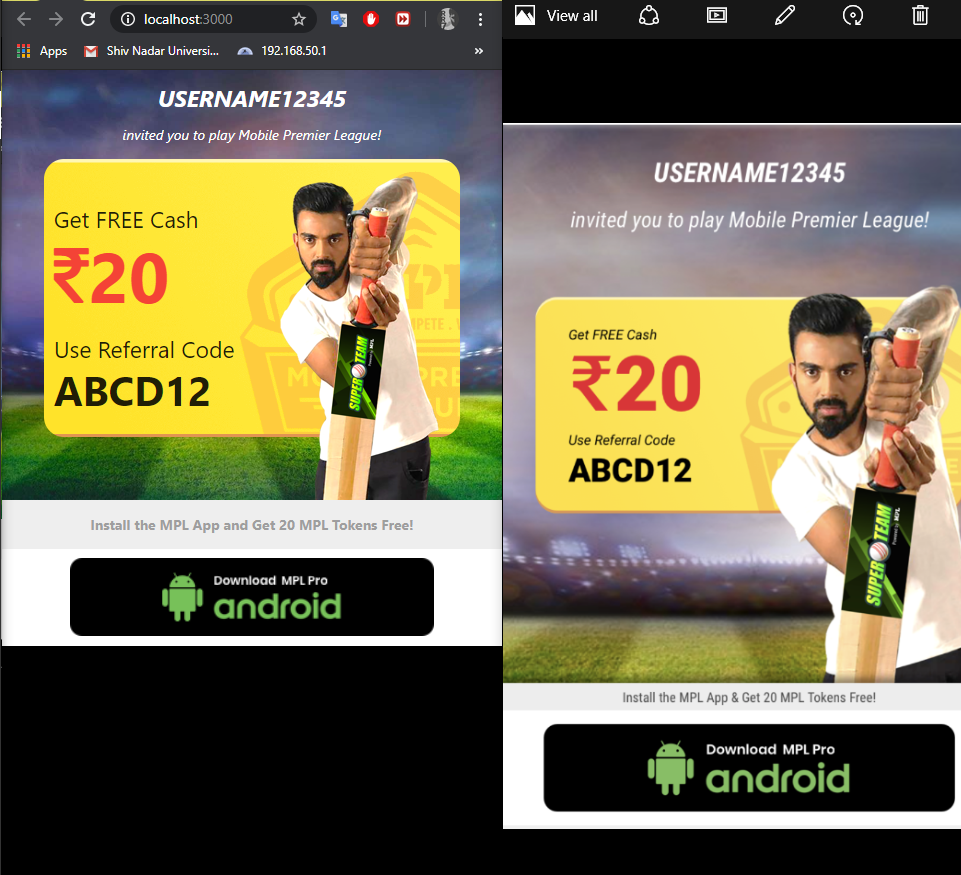 localhost:3000
Apps
Shiv Nadar Universi...
192.168.50.1
»
USERNAME12345
invited you to play Mobile Premier League!
Get FREE Cash
₹20
Use Referral Code
ABCD12
SUPER TEAM
Install the MPL App and Get 20 MPL Tokens Free!
Download MPL Pro
android
View all
USERNAME12345
invited you to play Mobile Premier League!
Get FREE Cash
₹20
Use Referral Code
ABCD12
SUPER TEAM
Powered by MPL
Install the MPL App & Get 20 MPL Tokens Free!
Download MPL Pro
android